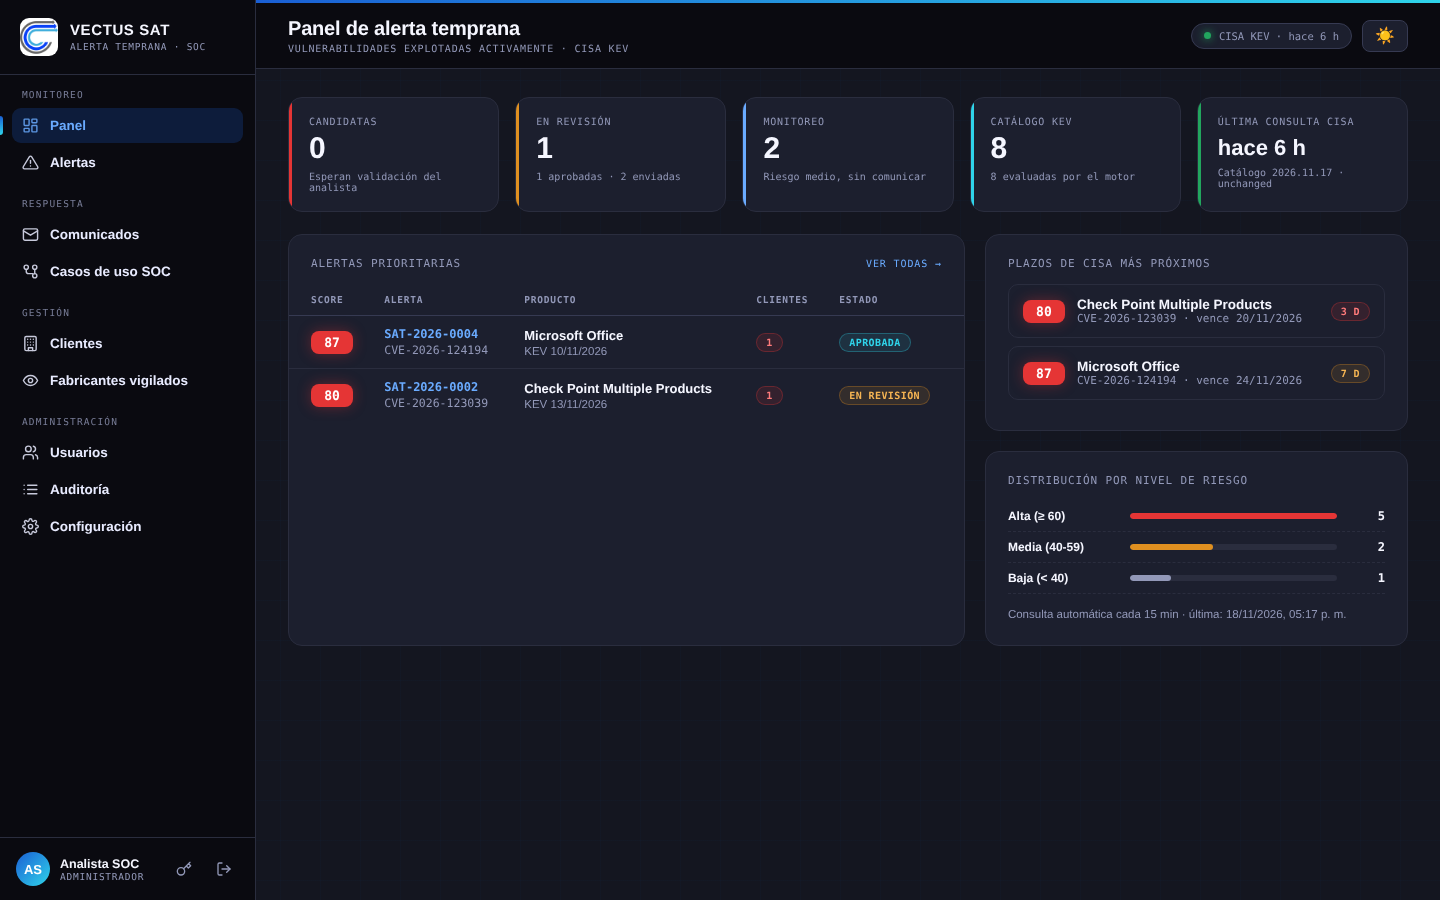 VECTUS SAT
ALERTA TEMPRANA · SOC
MONITOREO
Panel
Alertas
RESPUESTA
Comunicados
Casos de uso SOC
GESTIÓN
Clientes
Fabricantes vigilados
ADMINISTRACIÓN
Usuarios
Auditoría
Configuración
AS
Analista SOC
ADMINISTRADOR
Panel de alerta temprana
VULNERABILIDADES EXPLOTADAS ACTIVAMENTE · CISA KEV
CISA KEV · hace 6 h
CANDIDATAS
0
Esperan validación del
analista
EN REVISIÓN
1
1 aprobadas · 2 enviadas
MONITOREO
2
Riesgo medio, sin comunicar
CATÁLOGO KEV
8
8 evaluadas por el motor
ÚLTIMA CONSULTA CISA
hace 6 h
Catálogo 2026.11.17 ·
unchanged
ALERTAS PRIORITARIAS
VER TODAS →
SCORE ALERTA PRODUCTO CLIENTES ESTADO
87 SAT-2026-0004 Microsoft Office 1 APROBADA
CVE-2026-124194 KEV 10/11/2026
80 SAT-2026-0002 Check Point Multiple Products 1 EN REVISIÓN
CVE-2026-123039 KEV 13/11/2026
PLAZOS DE CISA MÁS PRÓXIMOS
80 Check Point Multiple Products 3 D
CVE-2026-123039 · vence 20/11/2026
87 Microsoft Office 7 D
CVE-2026-124194 · vence 24/11/2026
DISTRIBUCIÓN POR NIVEL DE RIESGO
Alta (≥ 60) 5
Media (40-59) 2
Baja (< 40) 1
Consulta automática cada 15 min · última: 18/11/2026, 05:17 p. m.